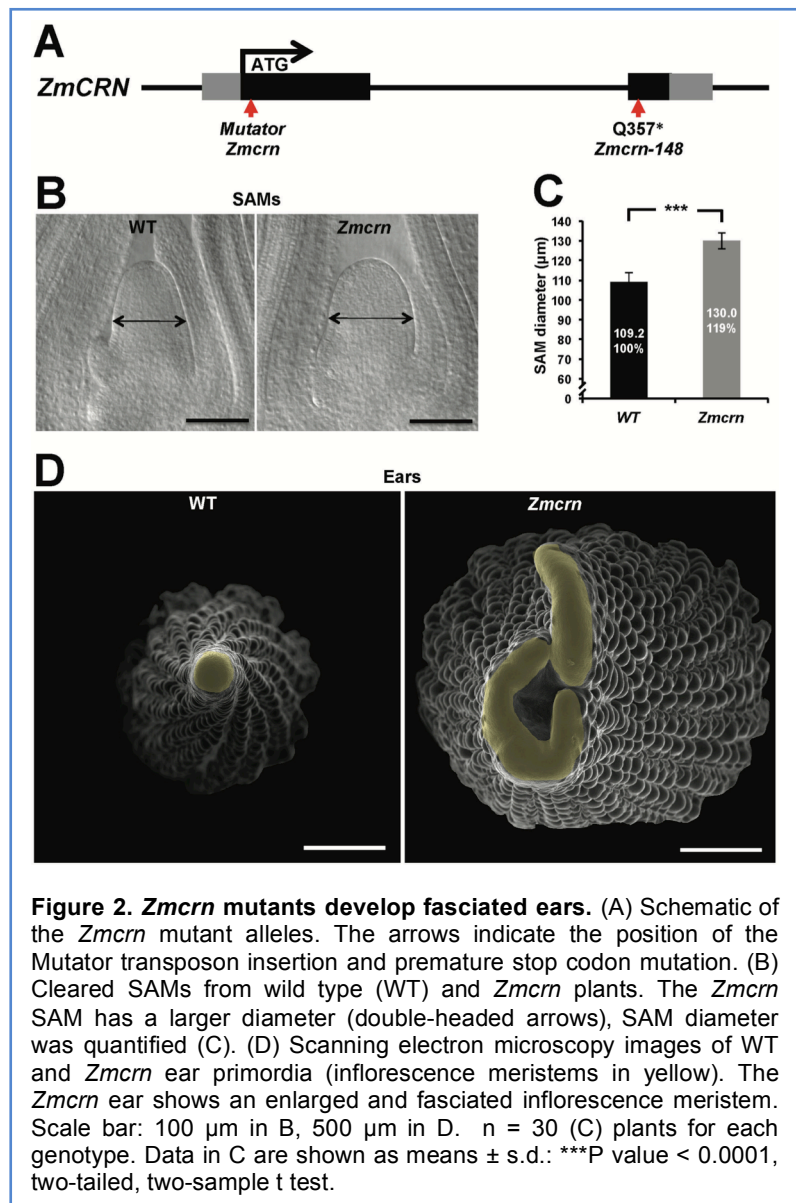 A
ATG
ZmCRN
Mutator
Zmcrn
Q357*
Zmcrn-148
B
SAMs
WT
Zmcrn
C
***
SAM diameter (µm)
140
130
120
110
100
90
80
70
60
0
109.2
100%
130.0
119%
WT
Zmcrn
D
Ears
WT
Zmcrn
Figure 2. Zmcrn mutants develop fasciated ears. (A) Schematic of
the Zmcrn mutant alleles. The arrows indicate the position of the
Mutator transposon insertion and premature stop codon mutation. (B)
Cleared SAMs from wild type (WT) and Zmcrn plants. The Zmcrn
SAM has a larger diameter (double-headed arrows), SAM diameter
was quantified (C). (D) Scanning electron microscopy images of WT
and Zmcrn ear primordia (inflorescence meristems in yellow). The
Zmcrn ear shows an enlarged and fasciated inflorescence meristem.
Scale bar: 100 µm in B, 500 µm in D. n = 30 (C) plants for each
genotype. Data in C are shown as means ± s.d.: ***P value < 0.0001,
two-tailed, two-sample t test.